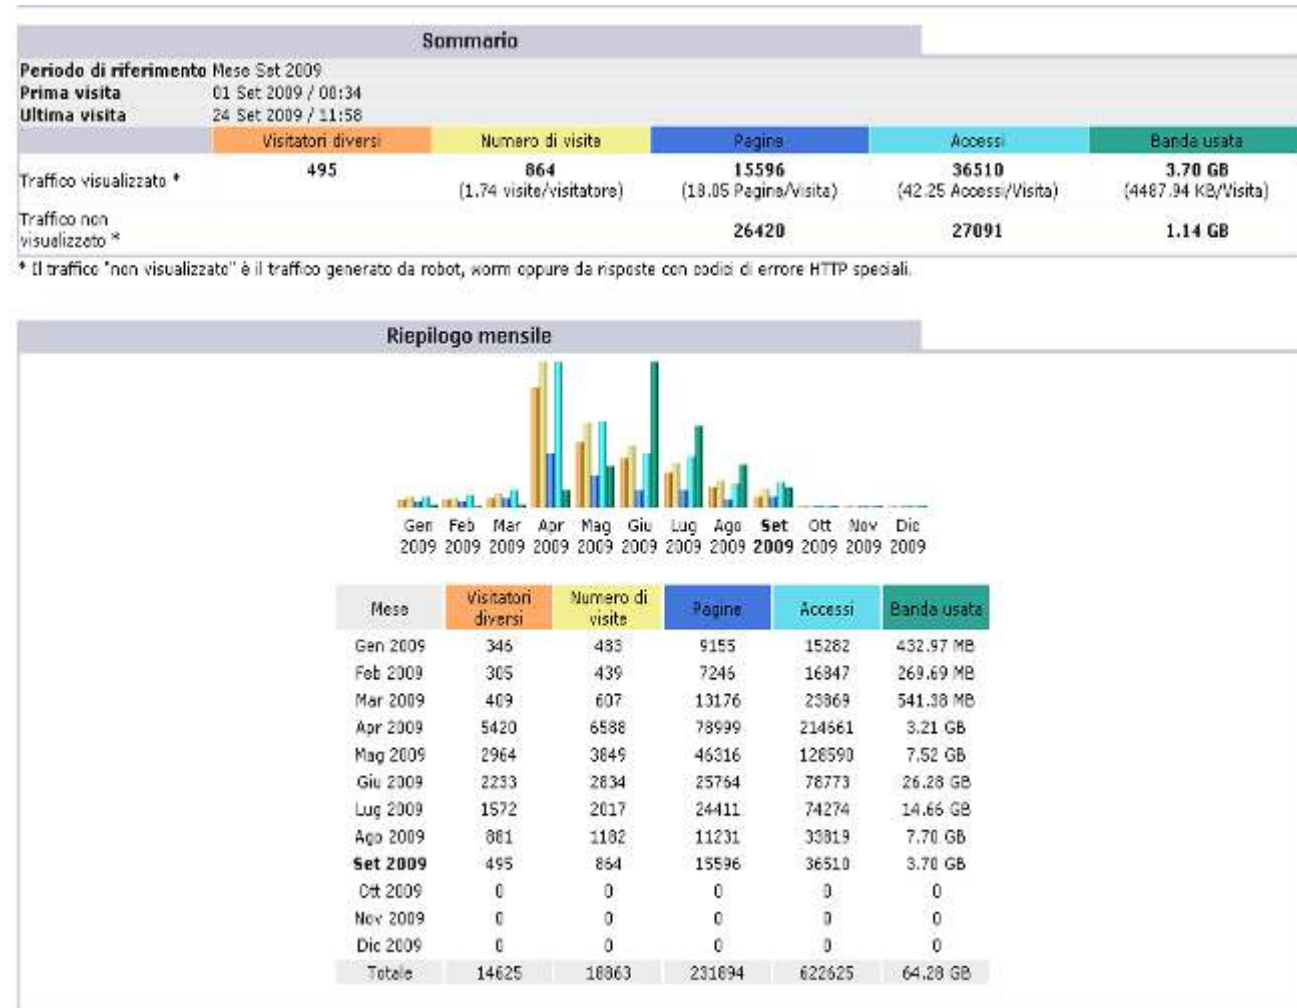 Sommario
Periodo di riferimento Mese Set 2009
Prima visita 01 Set 2009 / 00:34
Ultima visita 24 Set 2009 / 11:58
Visitatori diversi Numero di visite Pagine Accessi Banda usata
Traffico visualizzato * 495 864 15596 36510 3.70 GB
(1.74 visite/visitatore) (18.05 Pagine/Visita) (42.25 Accessi/Visita) (4487.94 KB/Visita)
Traffico non
visualizzato * 26420 27091 1.14 GB
* Il traffico "non visualizzato" è il traffico generato da robot, worm oppure da risposte con codici di errore HTTP speciali.
Riepilogo mensile
Gen Feb Mar Apr Mag Giu Lug Ago Set Ott Nov Dic
2009 2009 2009 2009 2009 2009 2009 2009 2009 2009 2009 2009
Mese Visitatori diversi Numero di visite Pagine Accessi Banda usata
Gen 2009 346 483 9155 15282 432.97 MB
Feb 2009 305 439 7246 16847 269.69 MB
Mar 2009 409 607 13176 23869 541.38 MB
Apr 2009 5420 6588 78999 214661 3.21 GB
Mag 2009 2964 3849 46316 128590 7.52 GB
Giu 2009 2233 2834 25764 78773 26.28 GB
Lug 2009 1572 2017 24411 74274 14.66 GB
Ago 2009 881 1182 11231 33819 7.70 GB
Set 2009 495 864 15596 36510 3.70 GB
Ott 2009 0 0 0 0 0
Nov 2009 0 0 0 0 0
Dic 2009 0 0 0 0 0
Totale 14625 18863 231894 622625 64.28 GB